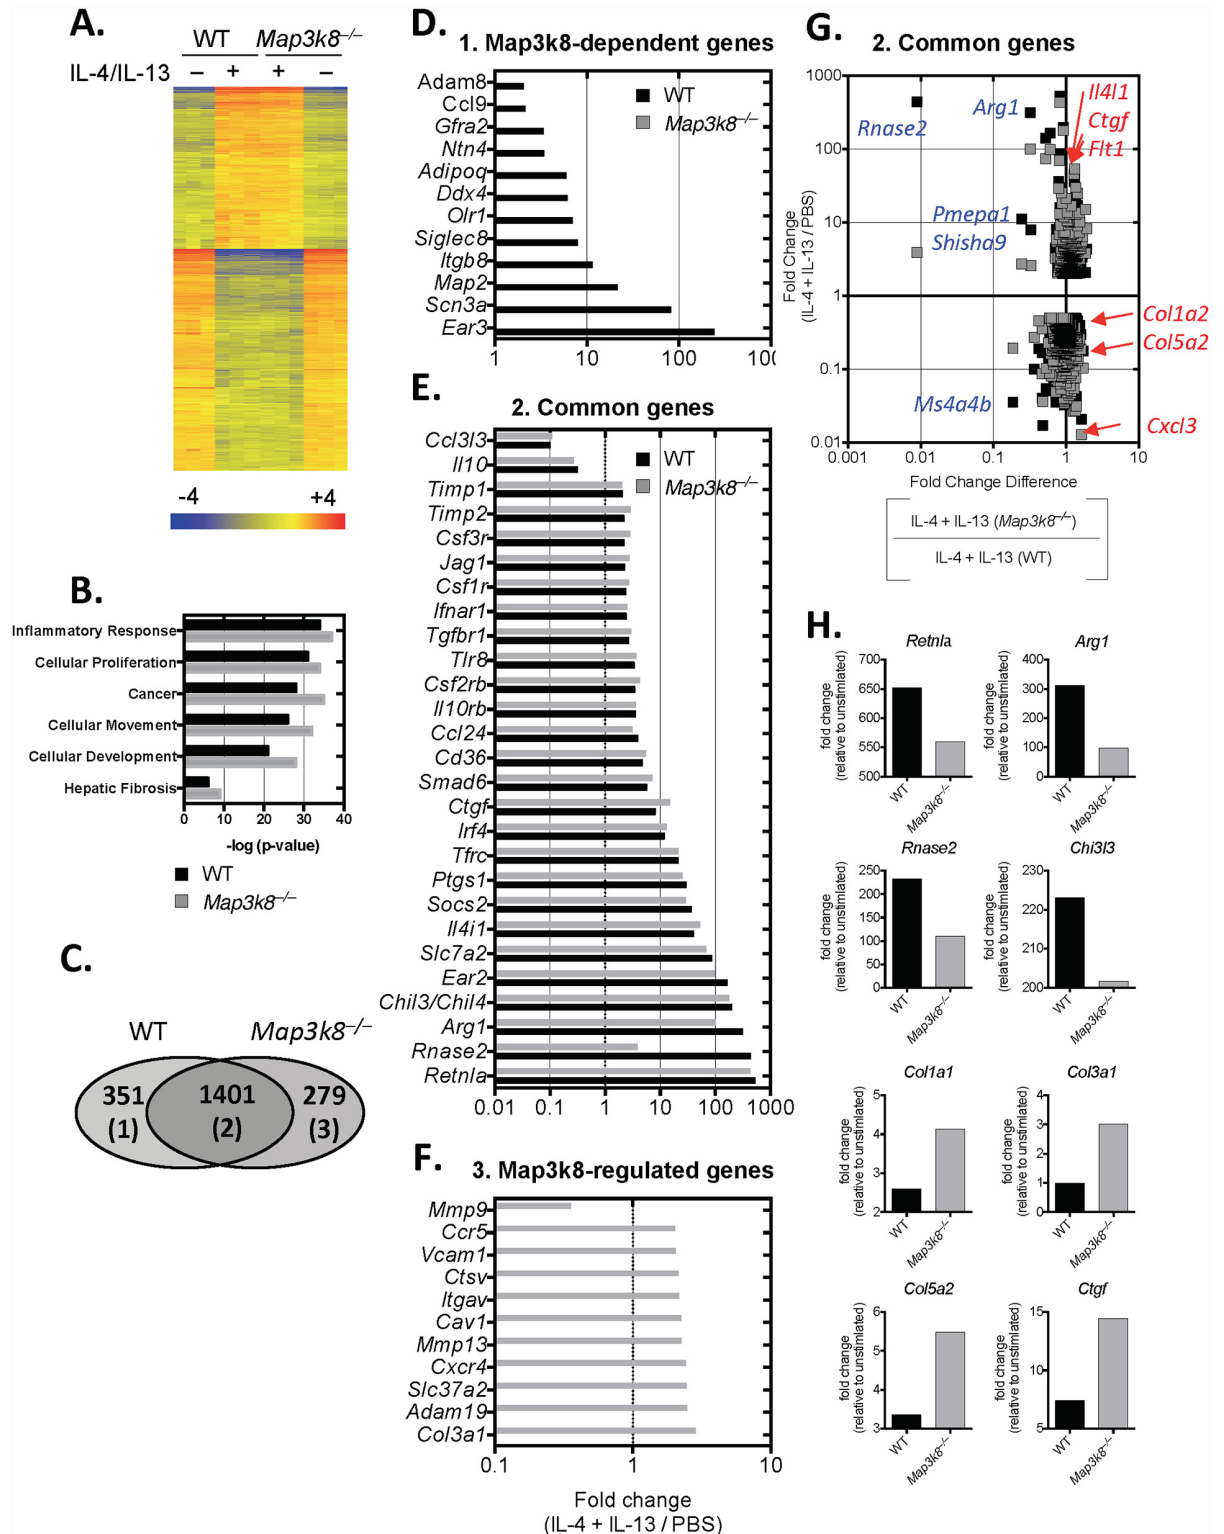 A.
WT Map3k8–/–
IL-4/IL-13 – + + –
-4 +4
B.
Inflammatory Response
Cellular Proliferation
Cancer
Cellular Movement
Cellular Development
Hepatic Fibrosis
0 10 20 30 40
-log (p-value)
WT
Map3k8–/–
C.
WT Map3k8–/–
351 1401 279
(1) (2) (3)
D.
1. Map3k8-dependent genes
WT
Map3k8–/–
Adam8
Ccl9
Gfra2
Ntn4
Adipoq
Ddx4
Olr1
Siglec8
Itgb8
Map2
Scn3a
Ear3
1 10 100 100
E.
2. Common genes
WT
Map3k8–/–
Ccl3l3
Il10
Timp1
Timp2
Csf3r
Jag1
Csf1r
Ifnar1
Tgfbr1
Tlr8
Csf2rb
Il10rb
Ccl24
Cd36
Smad6
Ctgf
Irf4
Tfrc
Ptgs1
Socs2
Il4i1
Slc7a2
Ear2
Chil3/Chil4
Arg1
Rnase2
Retnla
0.01 0.1 1 10 100 1000
F.
3. Map3k8-regulated genes
Mmp9
Ccr5
Vcam1
Ctsv
Itgav
Cav1
Mmp13
Cxcr4
Slc37a2
Adam19
Col3a1
0.1 1 10
Fold change
(IL-4 + IL-13 / PBS)
G.
2. Common genes
Fold Change
(IL-4 + IL-13 / PBS)
1000
100
10
1
0.1
0.01
Rnase2
Arg1
Il4l1
Ctgf
Flt1
Pmepa1
Shisha9
Col1a2
Col5a2
Ms4a4b
Cxcl3
0.001 0.01 0.1 1 10
Fold Change Difference
IL-4 + IL-13 (Map3k8–/–)
IL-4 + IL-13 (WT)
H.
Retnla
fold change
(relative to unstimlated)
700
650
600
550
500
WT Map3k8–/–
Arg1
fold change
(relative to unstimlated)
400
300
200
100
0
WT Map3k8–/–
Rnase2
fold change
(relative to unstimlated)
250
200
150
100
50
0
WT Map3k8–/–
Chi3l3
fold change
(relative to unstimlated)
230
220
210
200
WT Map3k8–/–
Col1a1
fold change
(relative to unstimlated)
5
4
3
2
WT Map3k8–/–
Col3a1
fold change
(relative to unstimlated)
4
3
2
1
0
WT Map3k8–/–
Col5a2
fold change
(relative to unstimlated)
6
5
4
3
WT Map3k8–/–
Ctgf
fold change
(relative to unstimlated)
15
10
5
WT Map3k8–/–